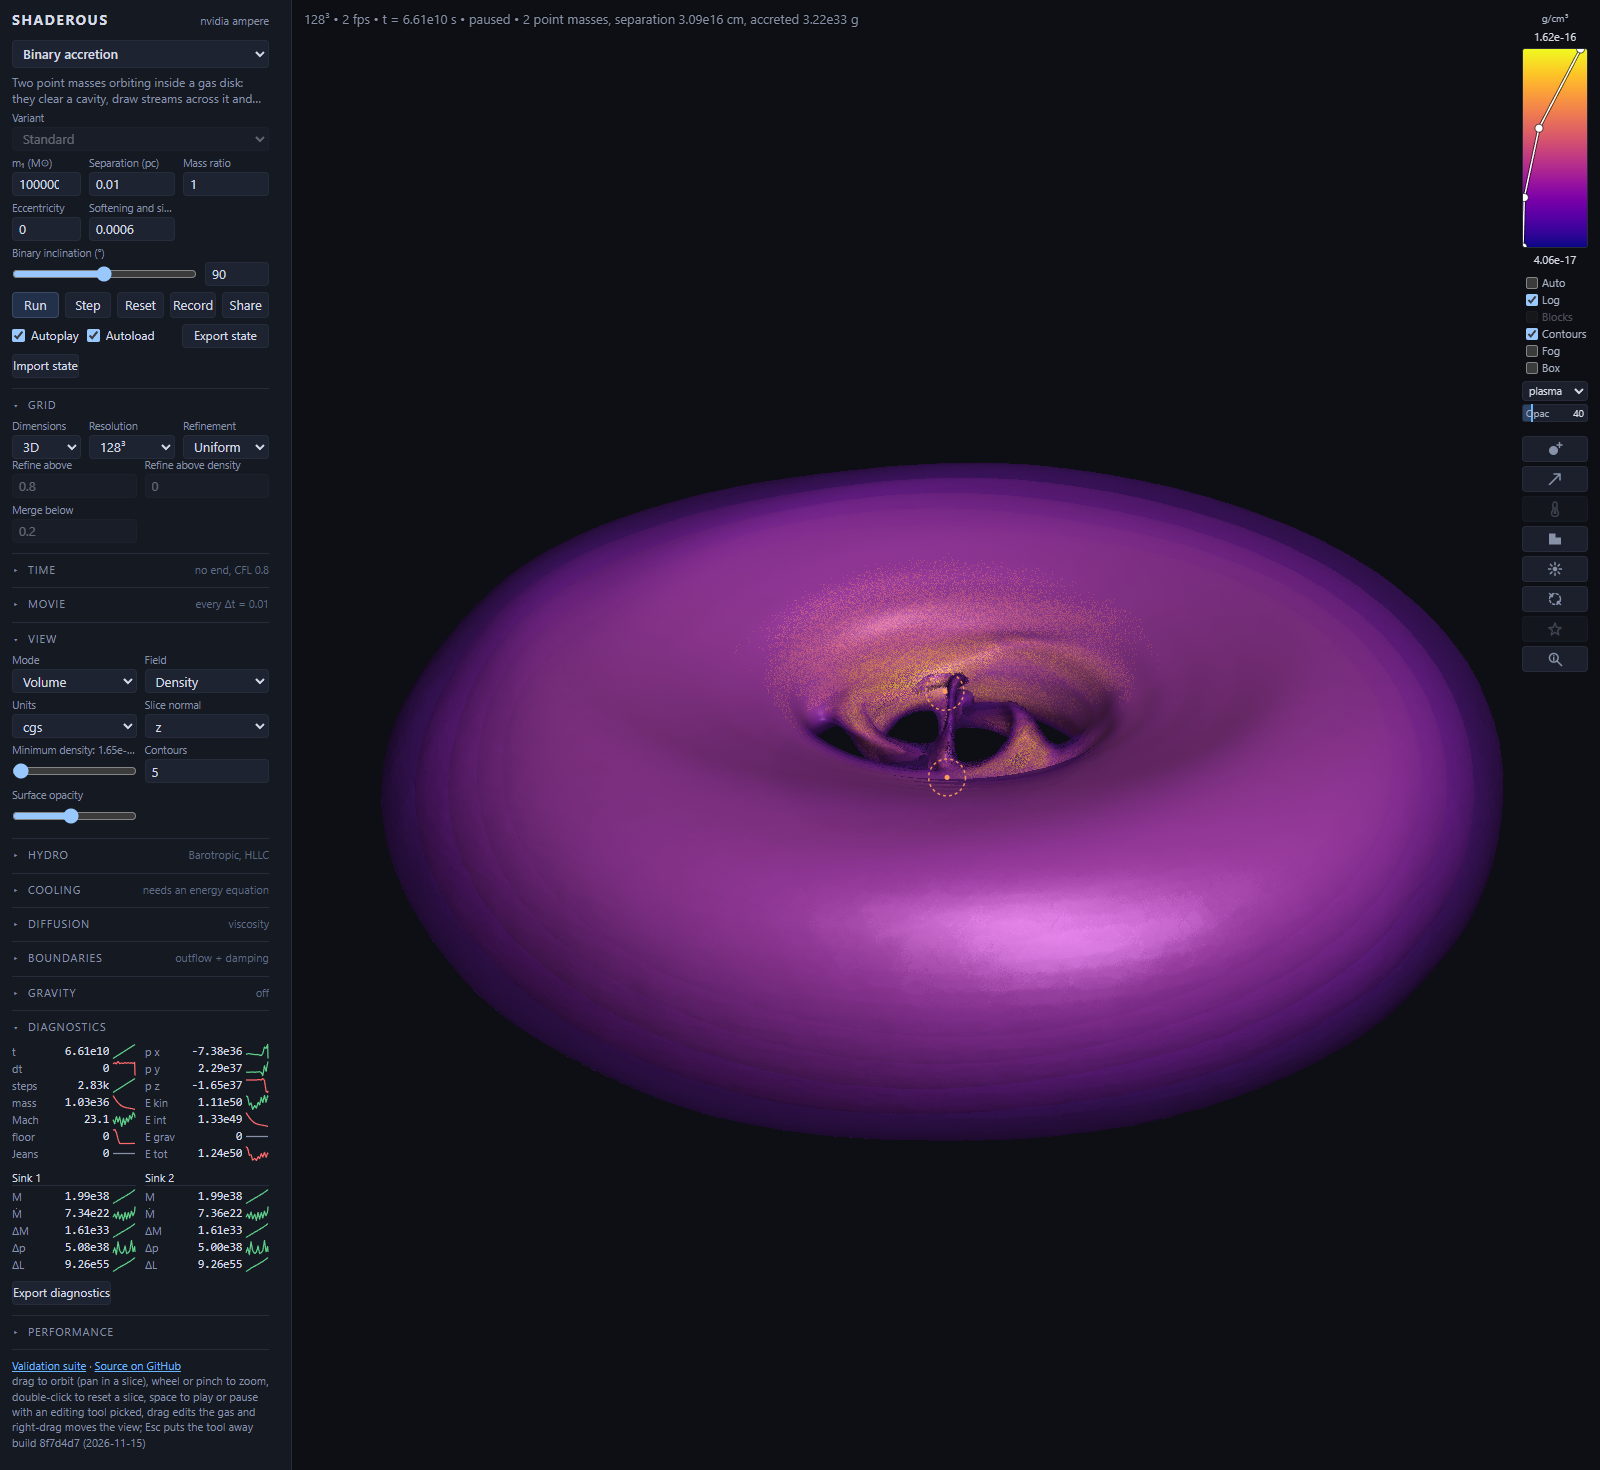 SHADEROUS nvidia ampere
Binary accretion
Two point masses orbiting inside a gas disk:
they clear a cavity, draw streams across it and...
Variant
Standard
m₁ (M⊙) Separation (pc) Mass ratio
0.01 1
Eccentricity Softening and si...
0 0.0006
Binary inclination (°)
90
Run Step Reset Record Share
Autoplay Autoload Export state
Import state
GRID
Dimensions Resolution Refinement
3D 128³ Uniform
Refine above Refine above density
0.8 0
Merge below
0.2
TIME no end, CFL 0.8
MOVIE every Δt = 0.01
VIEW
Mode Field
Volume Density
Units Slice normal
cgs z
Minimum density: 1.65e-... Contours
5
Surface opacity
HYDRO Barotropic, HLLC
COOLING needs an energy equation
DIFFUSION viscosity
BOUNDARIES outflow + damping
GRAVITY off
DIAGNOSTICS
t 6.61e10 p x -7.38e36
dt 0 p y 2.29e37
steps 2.83k p z -1.65e37
mass 1.03e36 E kin 1.11e50
Mach 23.1 E int 1.33e49
floor 0 E grav 0
Jeans 0 E tot 1.24e50
Sink 1 Sink 2
M 1.99e38 M 1.99e38
Ṁ 7.34e22 Ṁ 7.36e22
ΔM 1.61e33 ΔM 1.61e33
Δp 5.08e38 Δp 5.00e38
ΔL 9.26e55 ΔL 9.26e55
Export diagnostics
PERFORMANCE
Validation suite · Source on GitHub
drag to orbit (pan in a slice), wheel or pinch to zoom,
double-click to reset a slice, space to play or pause
with an editing tool picked, drag edits the gas and
right-drag moves the view; Esc puts the tool away
build 8f7d4d7 (2026-11-15)
128³ • 2 fps • t = 6.61e10 s • paused • 2 point masses, separation 3.09e16 cm, accreted 3.22e33 g
g/cm³
1.62e-16
4.06e-17
Auto
Log
Blocks
Contours
Fog
Box
plasma
Opac 40